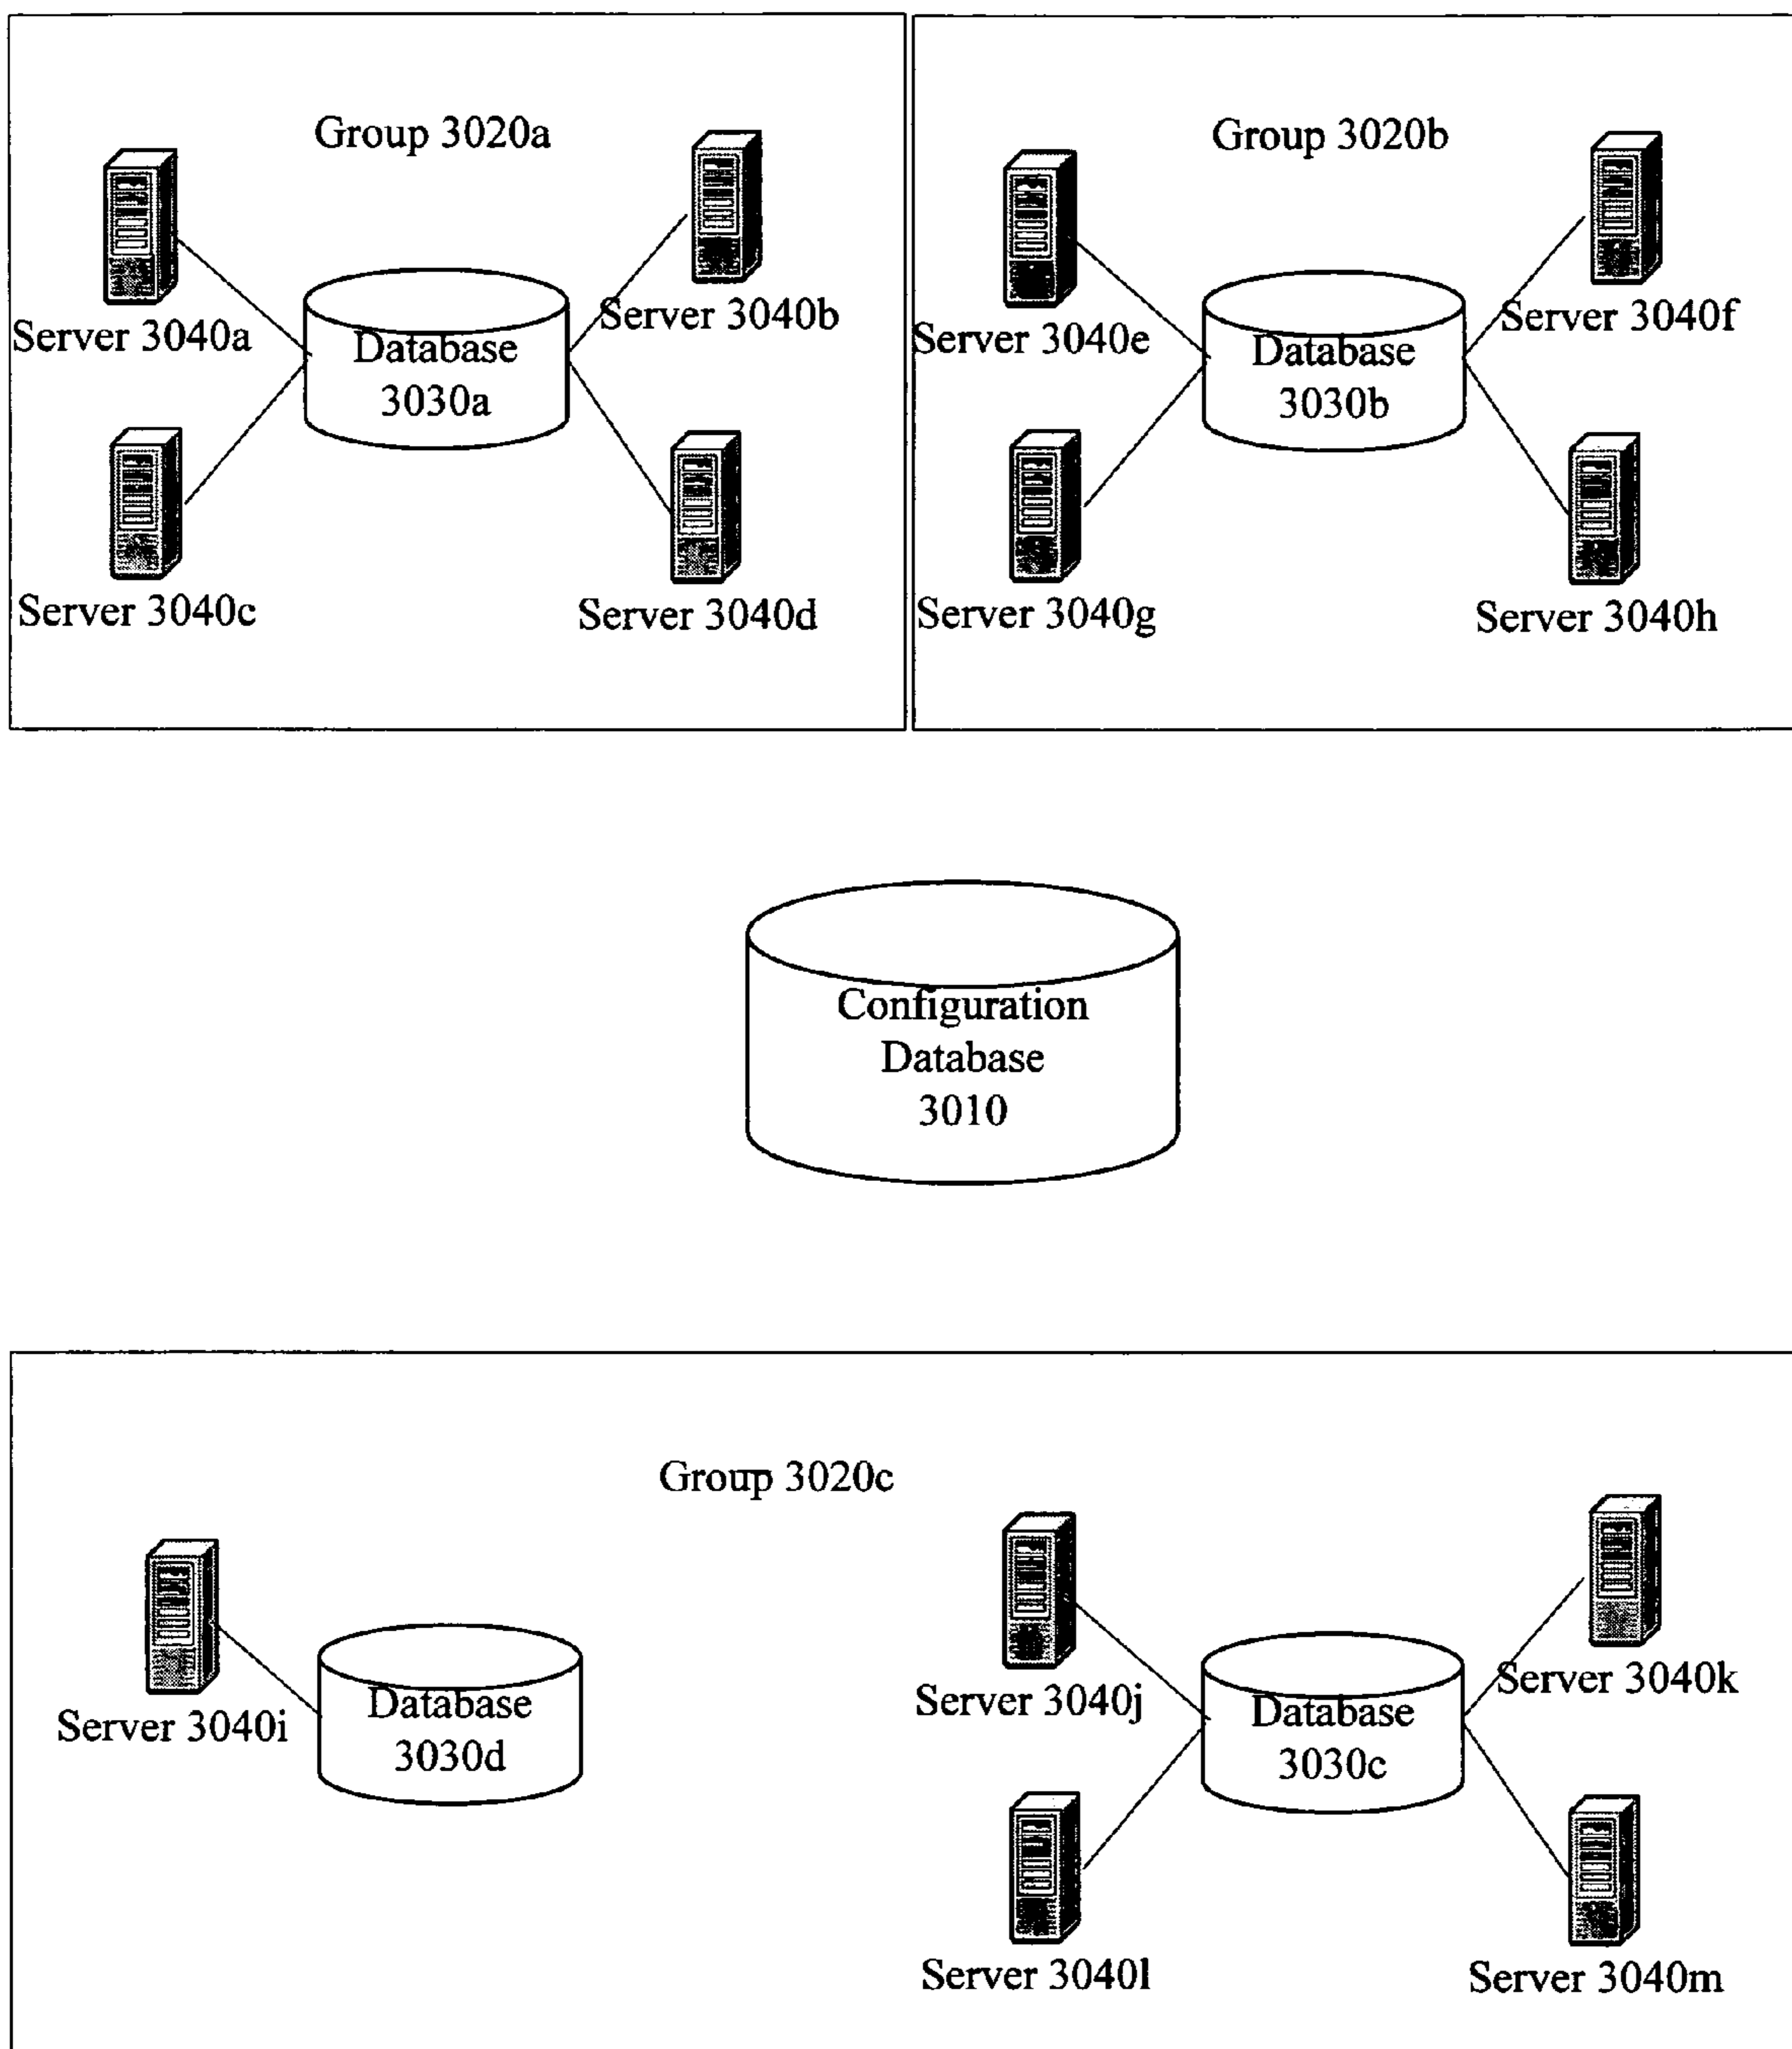 Group 3020a
Server 3040a
Server 3040b
Database
3030a
Server 3040c
Server 3040d
Group 3020b
Server 3040e
Server 3040f
Database
3030b
Server 3040g
Server 3040h
Configuration
Database
3010
Group 3020c
Server 3040i
Database
3030d
Server 3040j
Server 3040k
Database
3030c
Server 3040l
Server 3040m